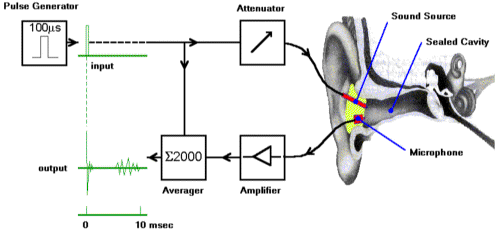 Pulse Generator
100µs
input
output
0
10 msec
Attenuator
Σ2000
Averager
Amplifier
Sound Source
Sealed Cavity
Microphone